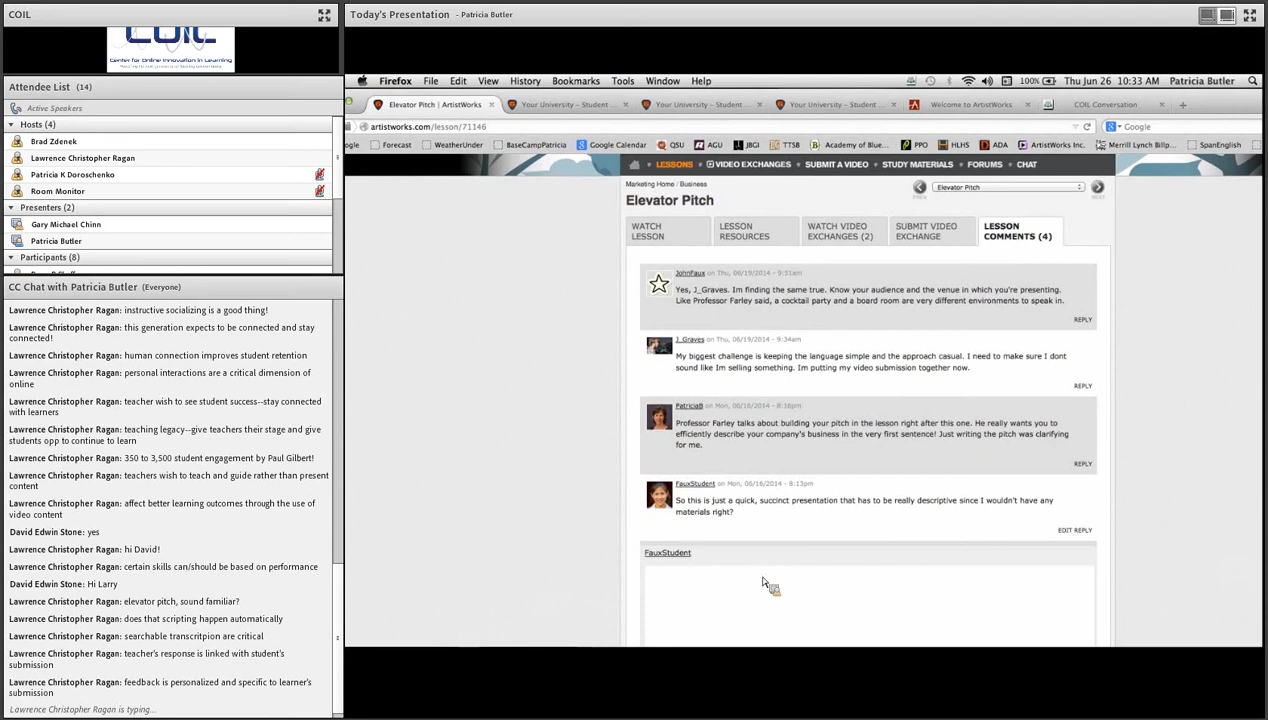 COIL
COIL
Center for Online Innovation in Learning
Attendee List (14)
Active Speakers
Hosts (4)
Brad Zdenek
Lawrence Christopher Ragan
Patricia K Doroschenko
Room Monitor
Presenters (2)
Gary Michael Chinn
Patricia Butler
Participants (8)
CC Chat with Patricia Butler (Everyone)
Lawrence Christopher Ragan: instructive socializing is a good thing!
Lawrence Christopher Ragan: this generation expects to be connected and stay
connected!
Lawrence Christopher Ragan: human connection improves student retention
Lawrence Christopher Ragan: personal interactions are a critical dimension of
online
Lawrence Christopher Ragan: teacher wish to see student success--stay connected
with learners
Lawrence Christopher Ragan: teaching legacy--give teachers their stage and give
students opp to continue to learn
Lawrence Christopher Ragan: 350 to 3,500 student engagement by Paul Gilbert!
Lawrence Christopher Ragan: teachers wish to teach and guide rather than present
content
Lawrence Christopher Ragan: affect better learning outcomes through the use of
video content
David Edwin Stone: yes
Lawrence Christopher Ragan: hi David!
Lawrence Christopher Ragan: certain skills can/should be based on performance
David Edwin Stone: Hi Larry
Lawrence Christopher Ragan: elevator pitch, sound familiar?
Lawrence Christopher Ragan: does that scripting happen automatically
Lawrence Christopher Ragan: searchable transcritpion are critical
Lawrence Christopher Ragan: teacher's response is linked with student's
submission
Lawrence Christopher Ragan: feedback is personalized and specific to learner's
submission
Lawrence Christopher Ragan is typing...
Today's Presentation - Patricia Butler
Firefox File Edit View History Bookmarks Tools Window Help 100% Thu Jun 26 10:33 AM Patricia Butler
Elevator Pitch | ArtistWorks Your University - Student ... Your University - Student ... Your University - Student ... Welcome to ArtistWorks COIL Conversation
artistworks.com/lesson/71146 Google
ogle Forecast WeatherUnder BaseCampPatricia Google Calendar QSU AGU JBGI TTSB Academy of Blue... PPO HLHS ADA ArtistWorks Inc. Merrill Lynch Billp... SpanEnglish
LESSONS VIDEO EXCHANGES SUBMIT A VIDEO STUDY MATERIALS FORUMS CHAT
Marketing Home / Business
Elevator Pitch
PREV Elevator Pitch NEXT
WATCH LESSON
LESSON RESOURCES
WATCH VIDEO EXCHANGES (2)
SUBMIT VIDEO EXCHANGE
LESSON COMMENTS (4)
JohnFaux on Thu, 06/19/2014 - 9:51am
Yes, J_Graves. Im finding the same true. Know your audience and the venue in which you're presenting.
Like Professor Farley said, a cocktail party and a board room are very different environments to speak in.
REPLY
J_Graves on Thu, 06/19/2014 - 9:34am
My biggest challenge is keeping the language simple and the approach casual. I need to make sure I dont
sound like Im selling something. Im putting my video submission together now.
REPLY
PatriciaB on Mon, 06/16/2014 - 8:16pm
Professor Farley talks about building your pitch in the lesson right after this one. He really wants you to
efficiently describe your company's business in the very first sentence! Just writing the pitch was clarifying
for me.
REPLY
FauxStudent on Mon, 06/16/2014 - 8:13pm
So this is just a quick, succinct presentation that has to be really descriptive since I wouldn't have any
materials right?
EDIT REPLY
FauxStudent